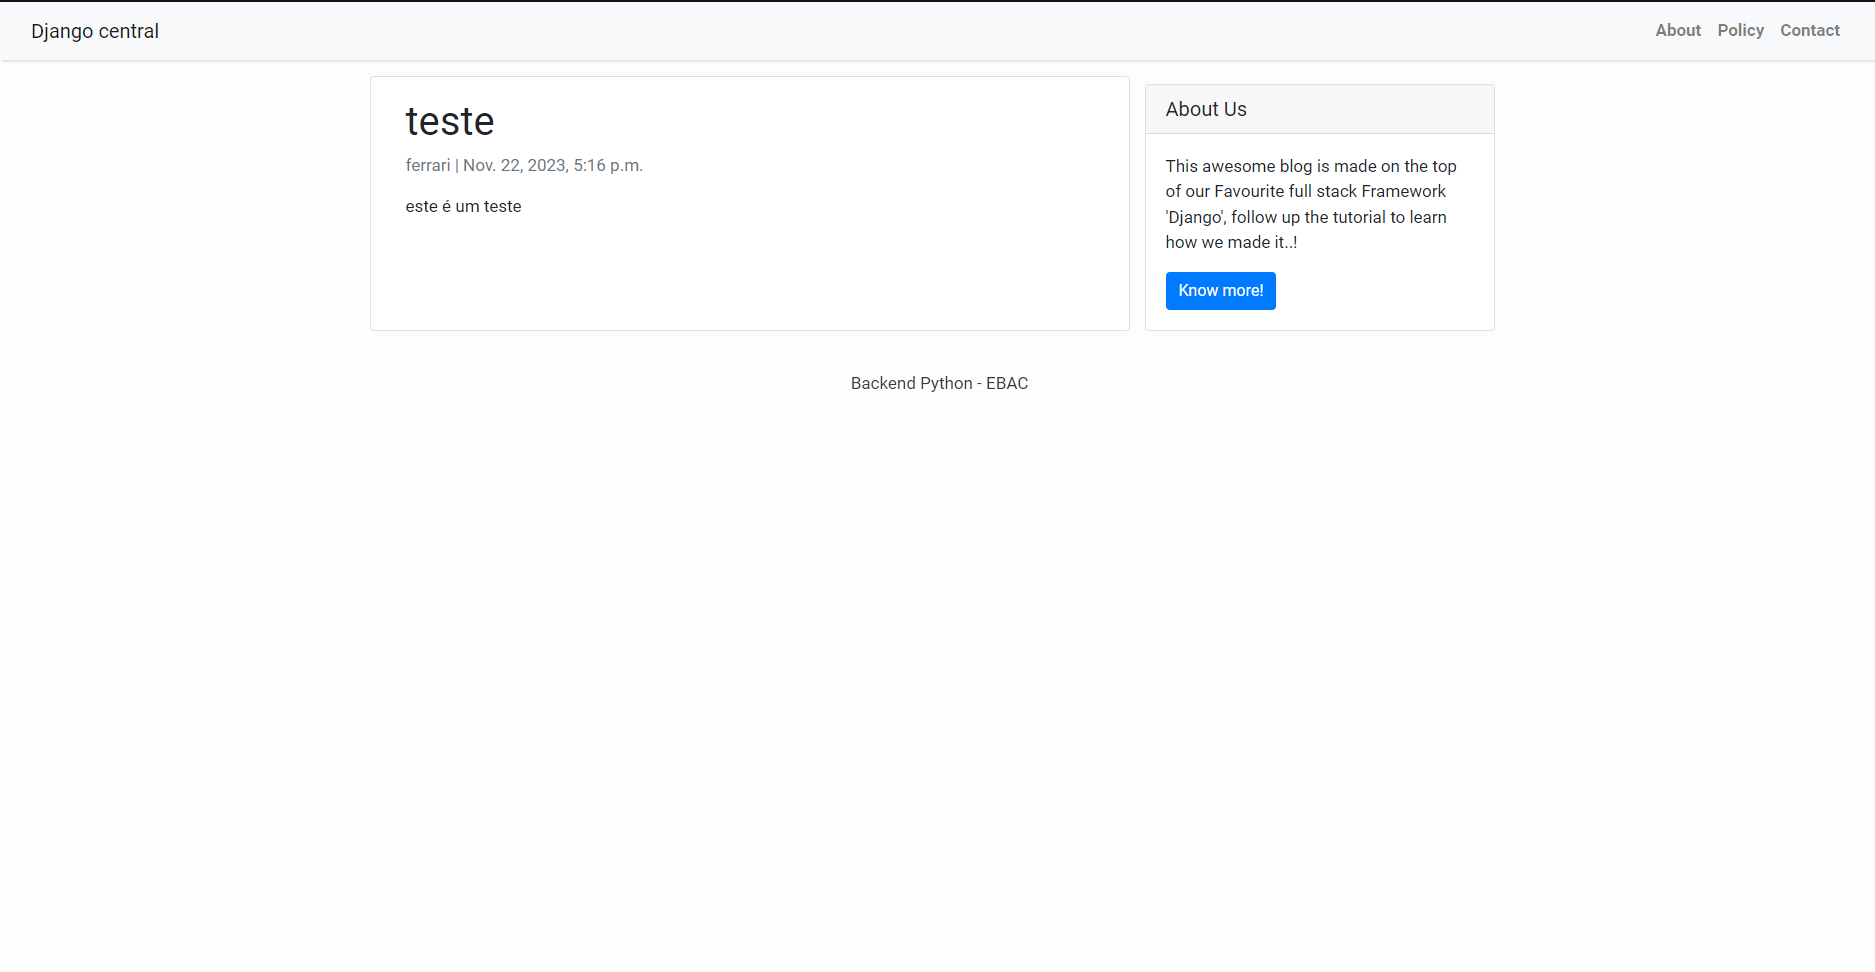 Django central
About Policy Contact
teste
ferrari | Nov. 22, 2023, 5:16 p.m.
este é um teste
About Us
This awesome blog is made on the top
of our Favourite full stack Framework
'Django', follow up the tutorial to learn
how we made it..!
Know more!
Backend Python - EBAC